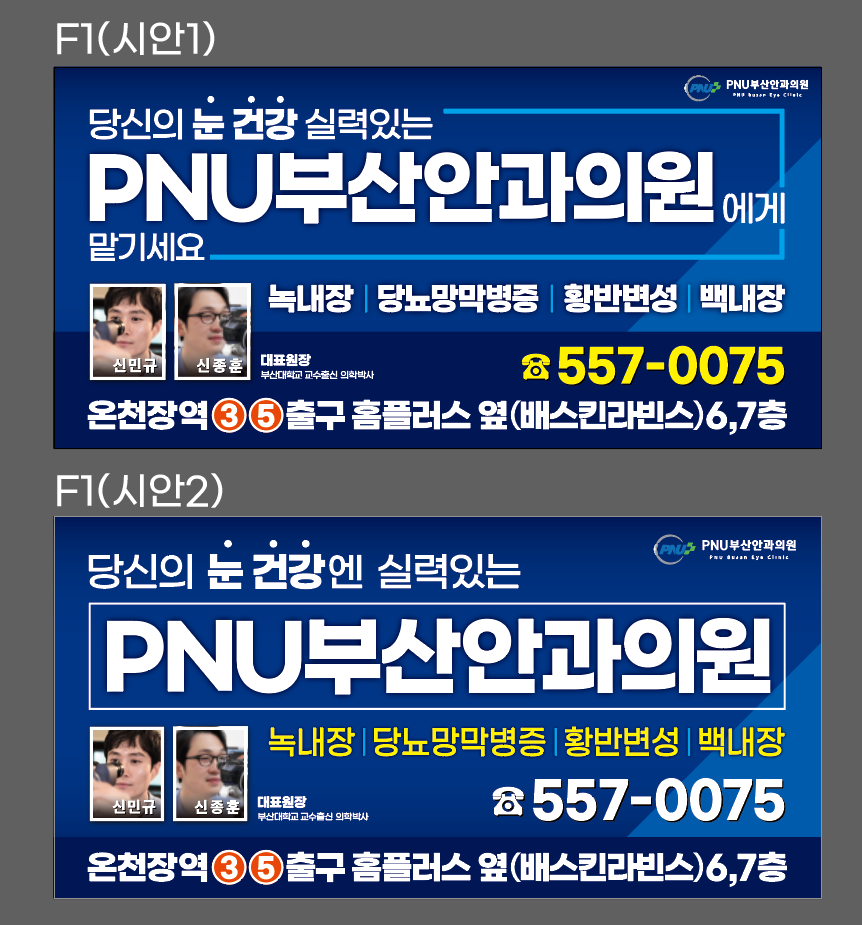 F1(시안1)
PNU PNU부산안과의원
PNU Busan Eye Clinic
당신의 눈 건강 실력있는
PNU부산안과의원에게
맡기세요
녹내장 | 당뇨망막병증 | 황반변성 | 백내장
신민규 신종훈
대표원장
부산대학교 교수출신 의학박사
☎557-0075
온천장역 3 5 출구 홈플러스 옆(배스킨라빈스)6,7층
F1(시안2)
PNU PNU부산안과의원
Pnu Busan Eye Clinic
당신의 눈 건강엔 실력있는
PNU부산안과의원
녹내장 | 당뇨망막병증 | 황반변성 | 백내장
신민규 신종훈
대표원장
부산대학교 교수출신 의학박사
☎557-0075
온천장역 3 5 출구 홈플러스 옆(배스킨라빈스)6,7층